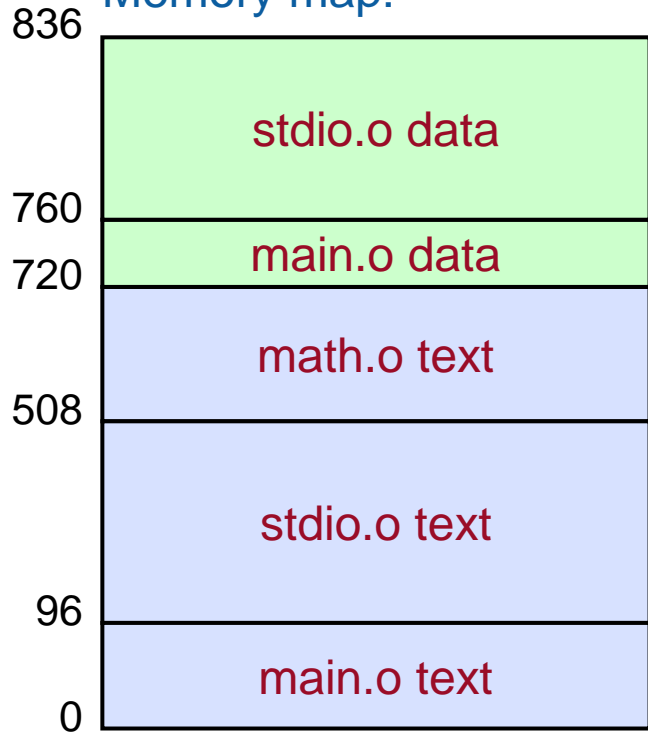 Memory map:
836
stdio.o data
760
main.o data
720
math.o text
508
stdio.o text
96
main.o text
0